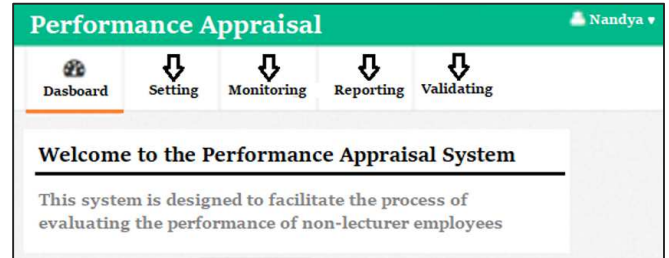 Performance Appraisal
Nandya
Dasboard Setting Monitoring Reporting Validating
Welcome to the Performance Appraisal System
This system is designed to facilitate the process of
evaluating the performance of non-lecturer employees